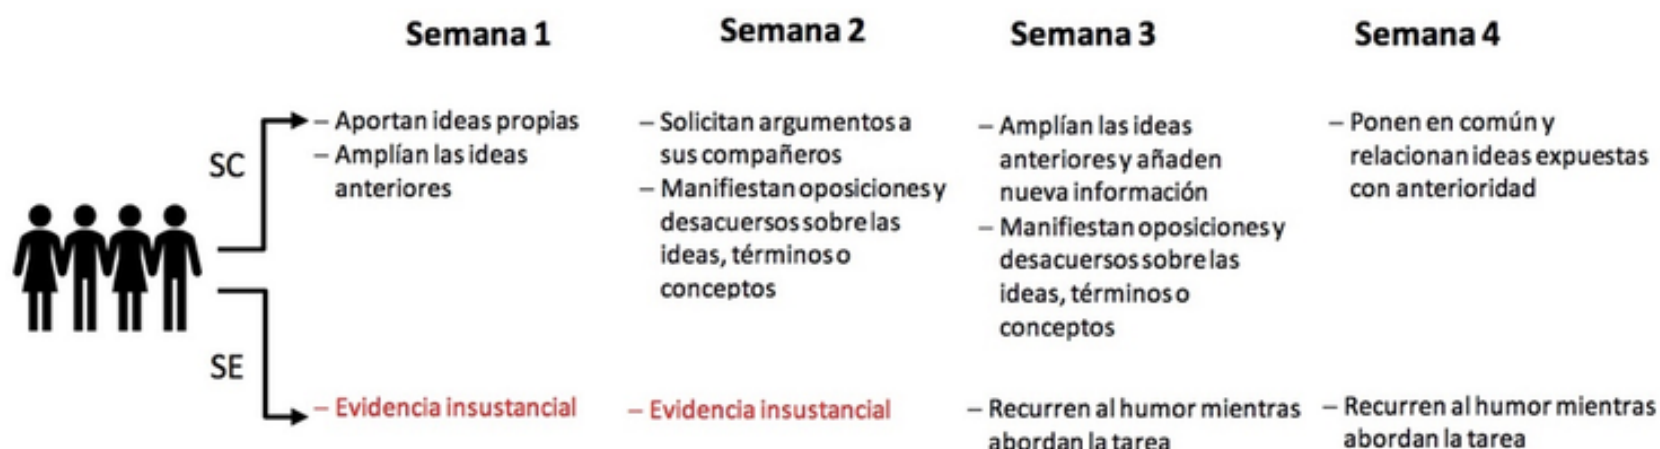 Semana 1
Semana 2
Semana 3
Semana 4
SC
– Aportan ideas propias
– Amplían las ideas
anteriores
– Solicitan argumentos a
sus compañeros
– Manifiestan oposiciones y
desacuersos sobre las
ideas, términos o
conceptos
– Amplían las ideas
anteriores y añaden
nueva información
– Manifiestan oposiciones y
desacuersos sobre las
ideas, términos o
conceptos
– Ponen en común y
relacionan ideas expuestas
con anterioridad
SE
– Evidencia insustancial
– Evidencia insustancial
– Recurren al humor mientras
abordan la tarea
– Recurren al humor mientras
abordan la tarea